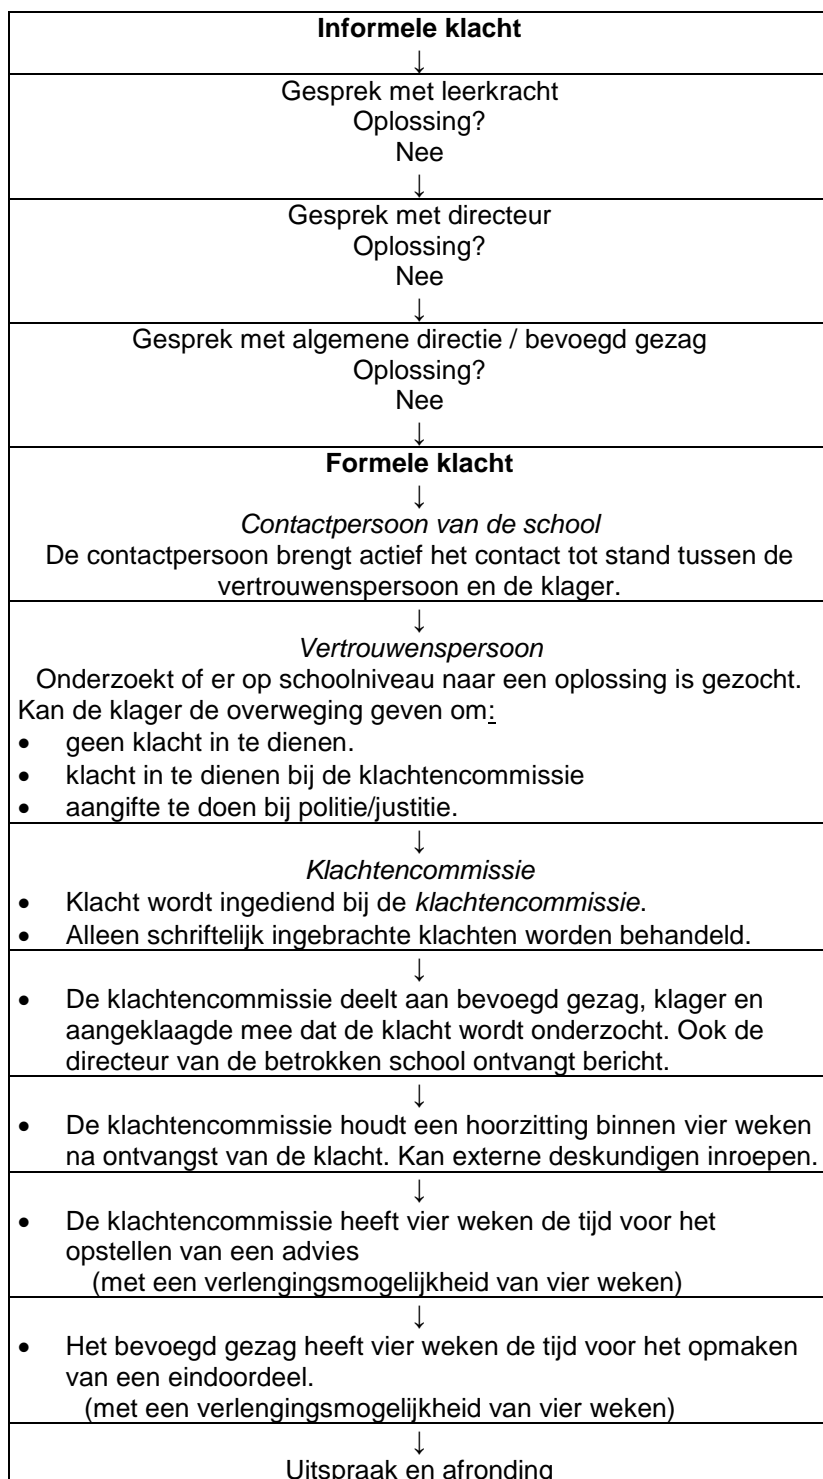 Informele klacht
↓
Gesprek met leerkracht
Oplossing?
Nee
↓
Gesprek met directeur
Oplossing?
Nee
↓
Gesprek met algemene directie / bevoegd gezag
Oplossing?
Nee
↓
Formele klacht
↓
Contactpersoon van de school
De contactpersoon brengt actief het contact tot stand tussen de
vertrouwenspersoon en de klager.
↓
Vertrouwenspersoon
Onderzoekt of er op schoolniveau naar een oplossing is gezocht.
Kan de klager de overweging geven om:
• geen klacht in te dienen.
• klacht in te dienen bij de klachtencommissie
• aangifte te doen bij politie/justitie.
↓
Klachtencommissie
• Klacht wordt ingediend bij de klachtencommissie.
• Alleen schriftelijk ingebrachte klachten worden behandeld.
↓
• De klachtencommissie deelt aan bevoegd gezag, klager en
aangeklaagde mee dat de klacht wordt onderzocht. Ook de
directeur van de betrokken school ontvangt bericht.
↓
• De klachtencommissie houdt een hoorzitting binnen vier weken
na ontvangst van de klacht. Kan externe deskundigen inroepen.
↓
• De klachtencommissie heeft vier weken de tijd voor het
opstellen van een advies
(met een verlengingsmogelijkheid van vier weken)
↓
• Het bevoegd gezag heeft vier weken de tijd voor het opmaken
van een eindoordeel.
(met een verlengingsmogelijkheid van vier weken)
↓
Uitspraak en afronding